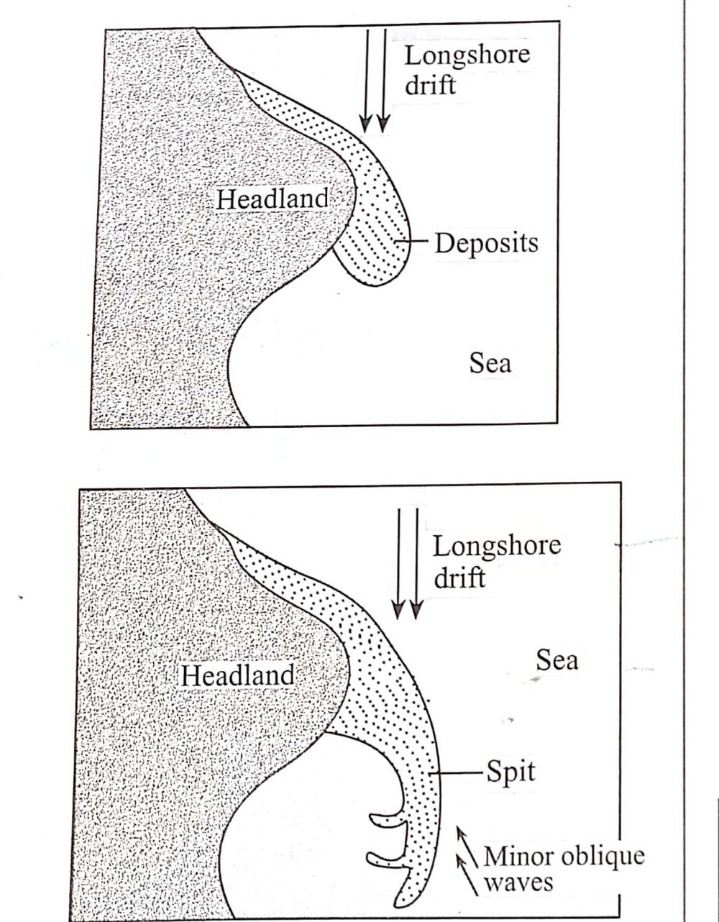 Longshore
drift
Headland
Deposits
Sea
Longshore
drift
Headland
Sea
Spit
Minor oblique
waves